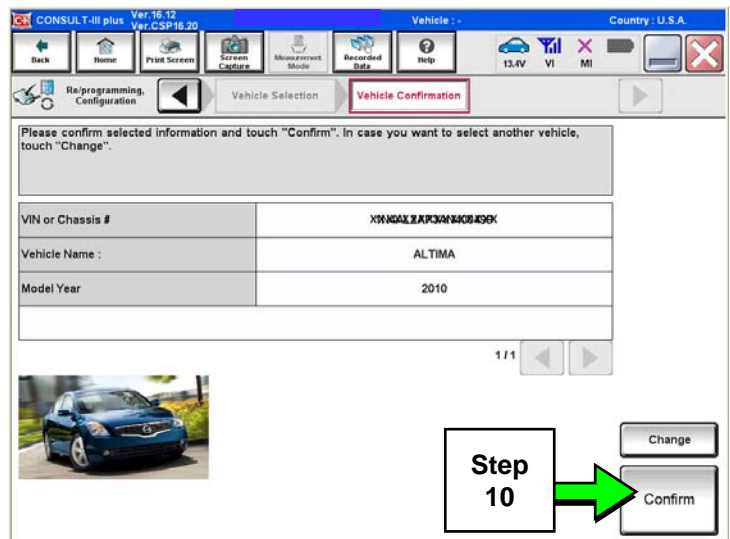 CONSULT-III plus Ver.16.12 Vehicle : - Country : U.S.A.
Ver.CSP16.20
Back Home Print Screen Screen Capture Measurement Mode Recorded Data Help 13.4V VI MI
Re/programming, Configuration Vehicle Selection Vehicle Confirmation
Please confirm selected information and touch "Confirm". In case you want to select another vehicle,
touch "Change".
VIN or Chassis #
Vehicle Name : ALTIMA
Model Year 2010
1/1
Change
Step
10
Confirm